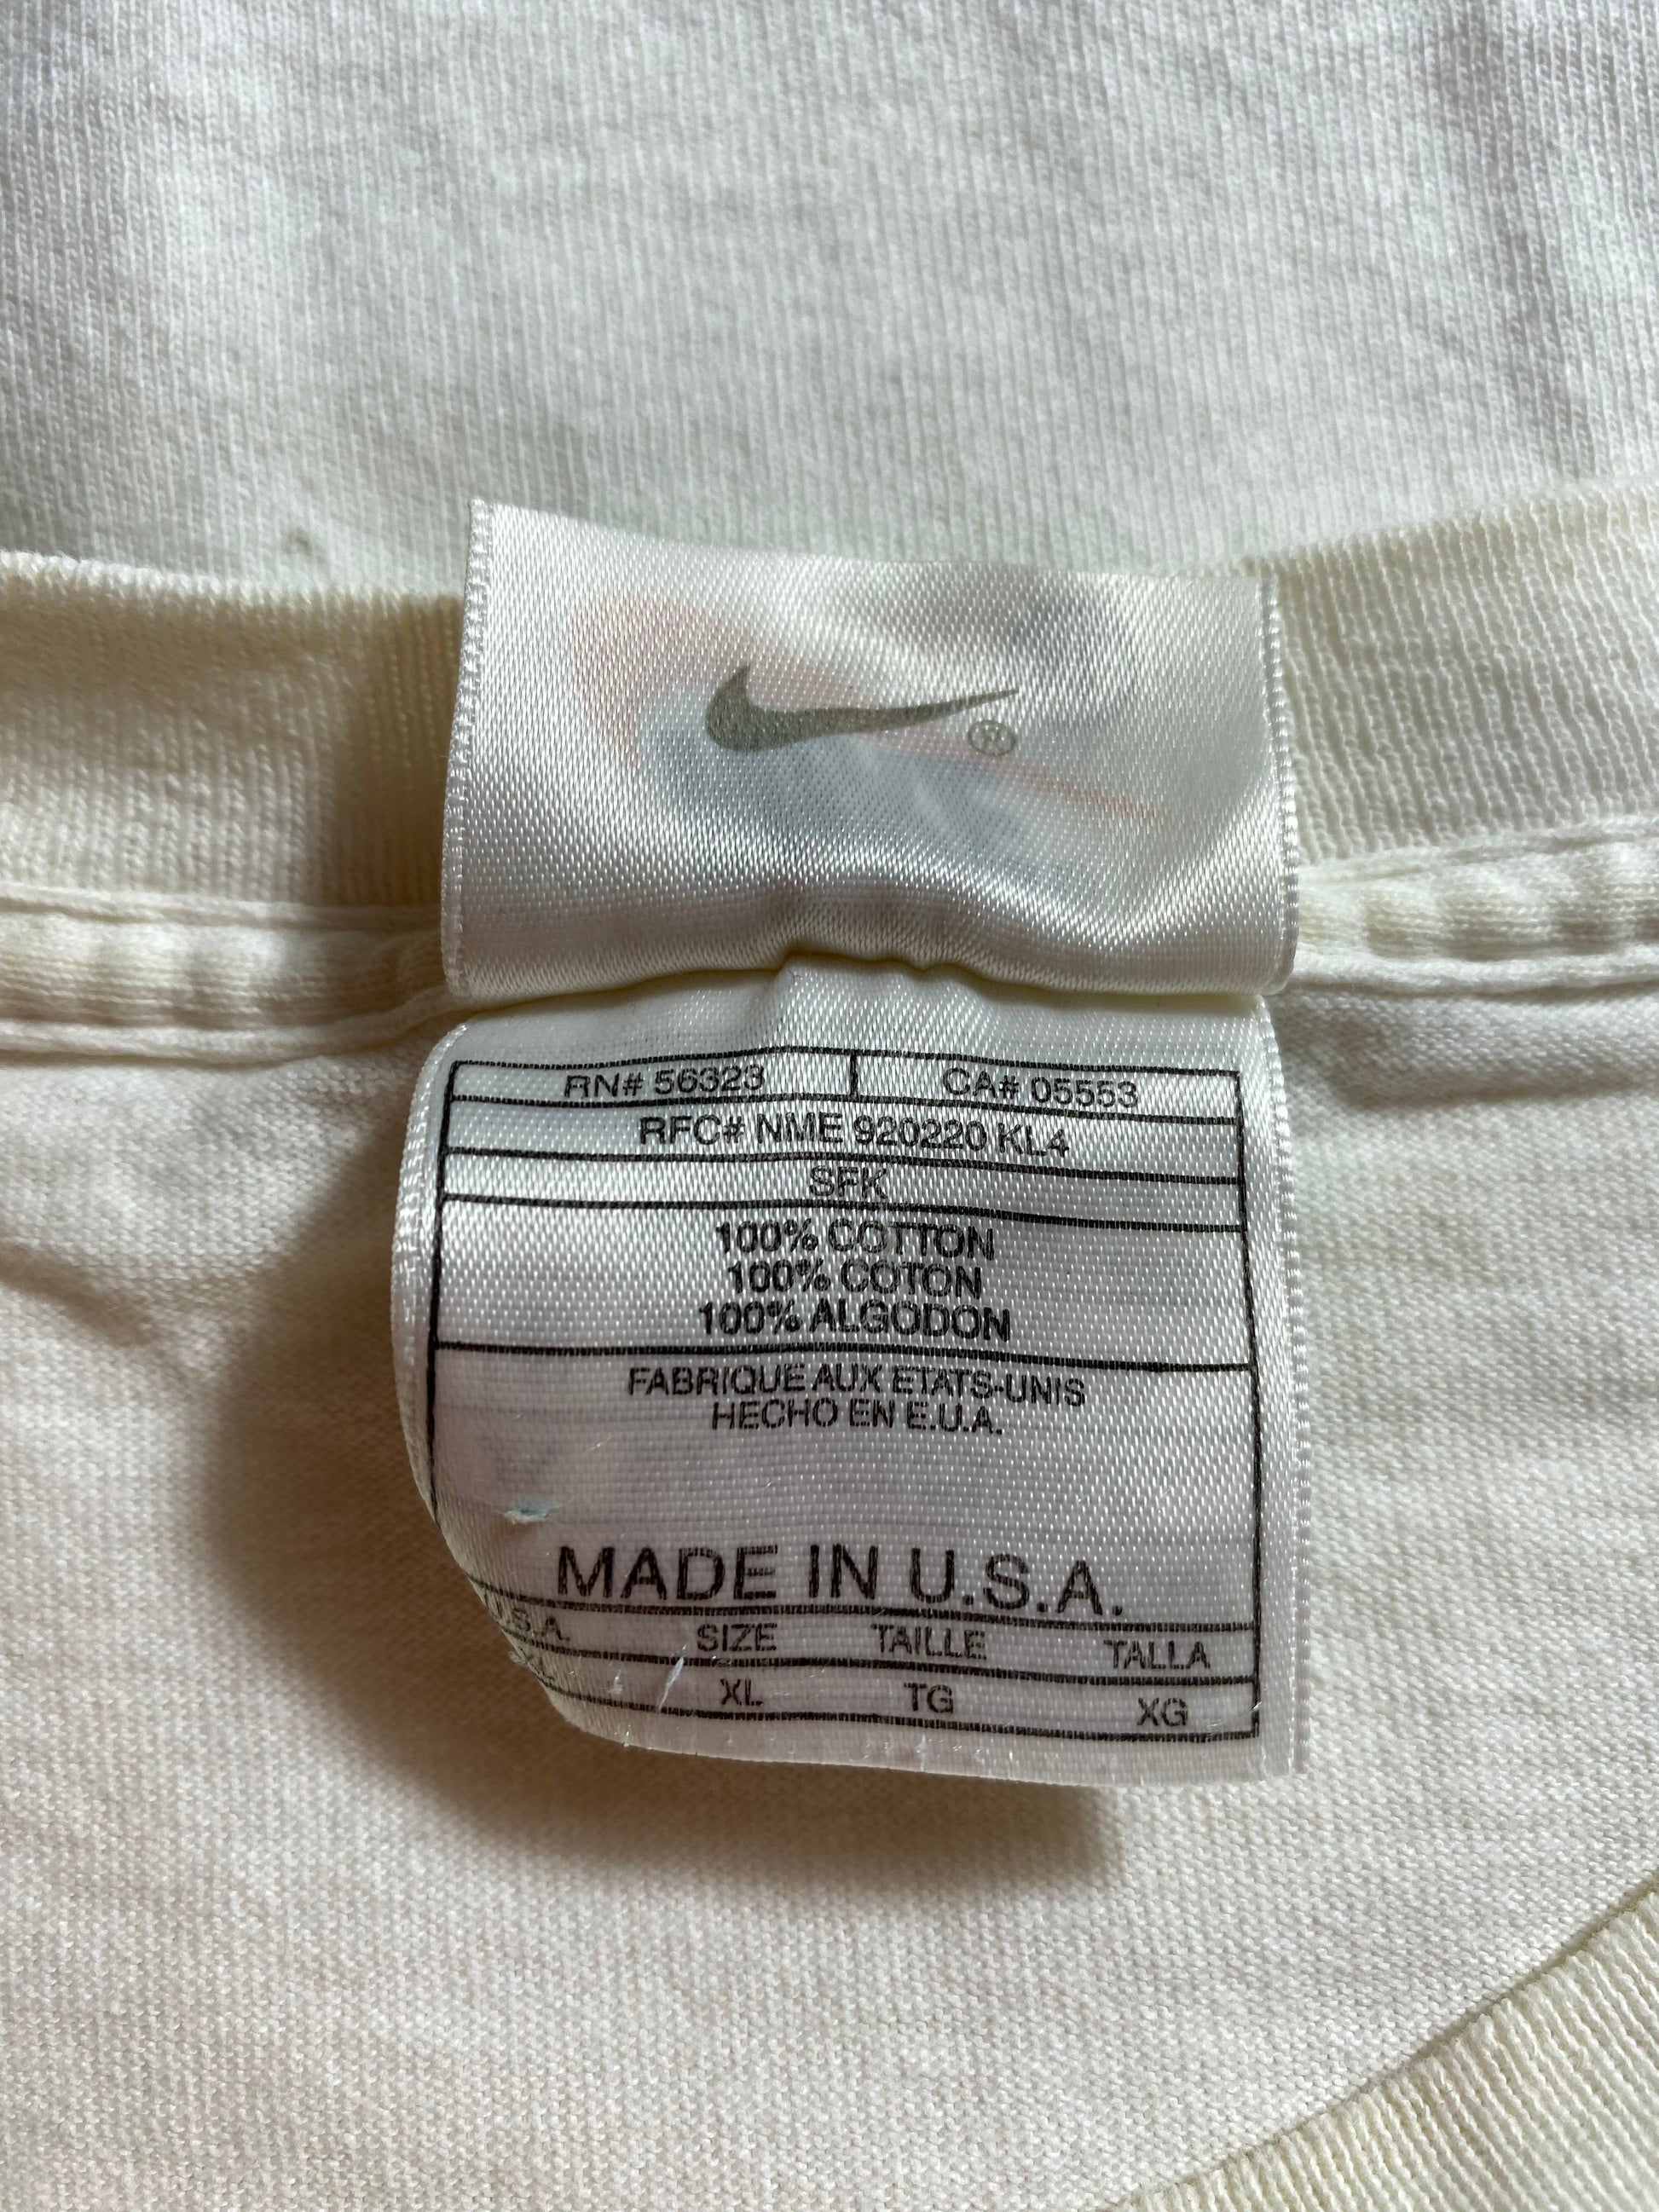 ®
RN# 56323 CA# 05553
RFC# NME 920220 KL4
SFK
100% COTTON
100% COTON
100% ALGODON
FABRIQUE AUX ETATS-UNIS
HECHO EN E.U.A.
MADE IN U.S.A.
U.S.A. SIZE TAILLE TALLA
XL XL TG XG